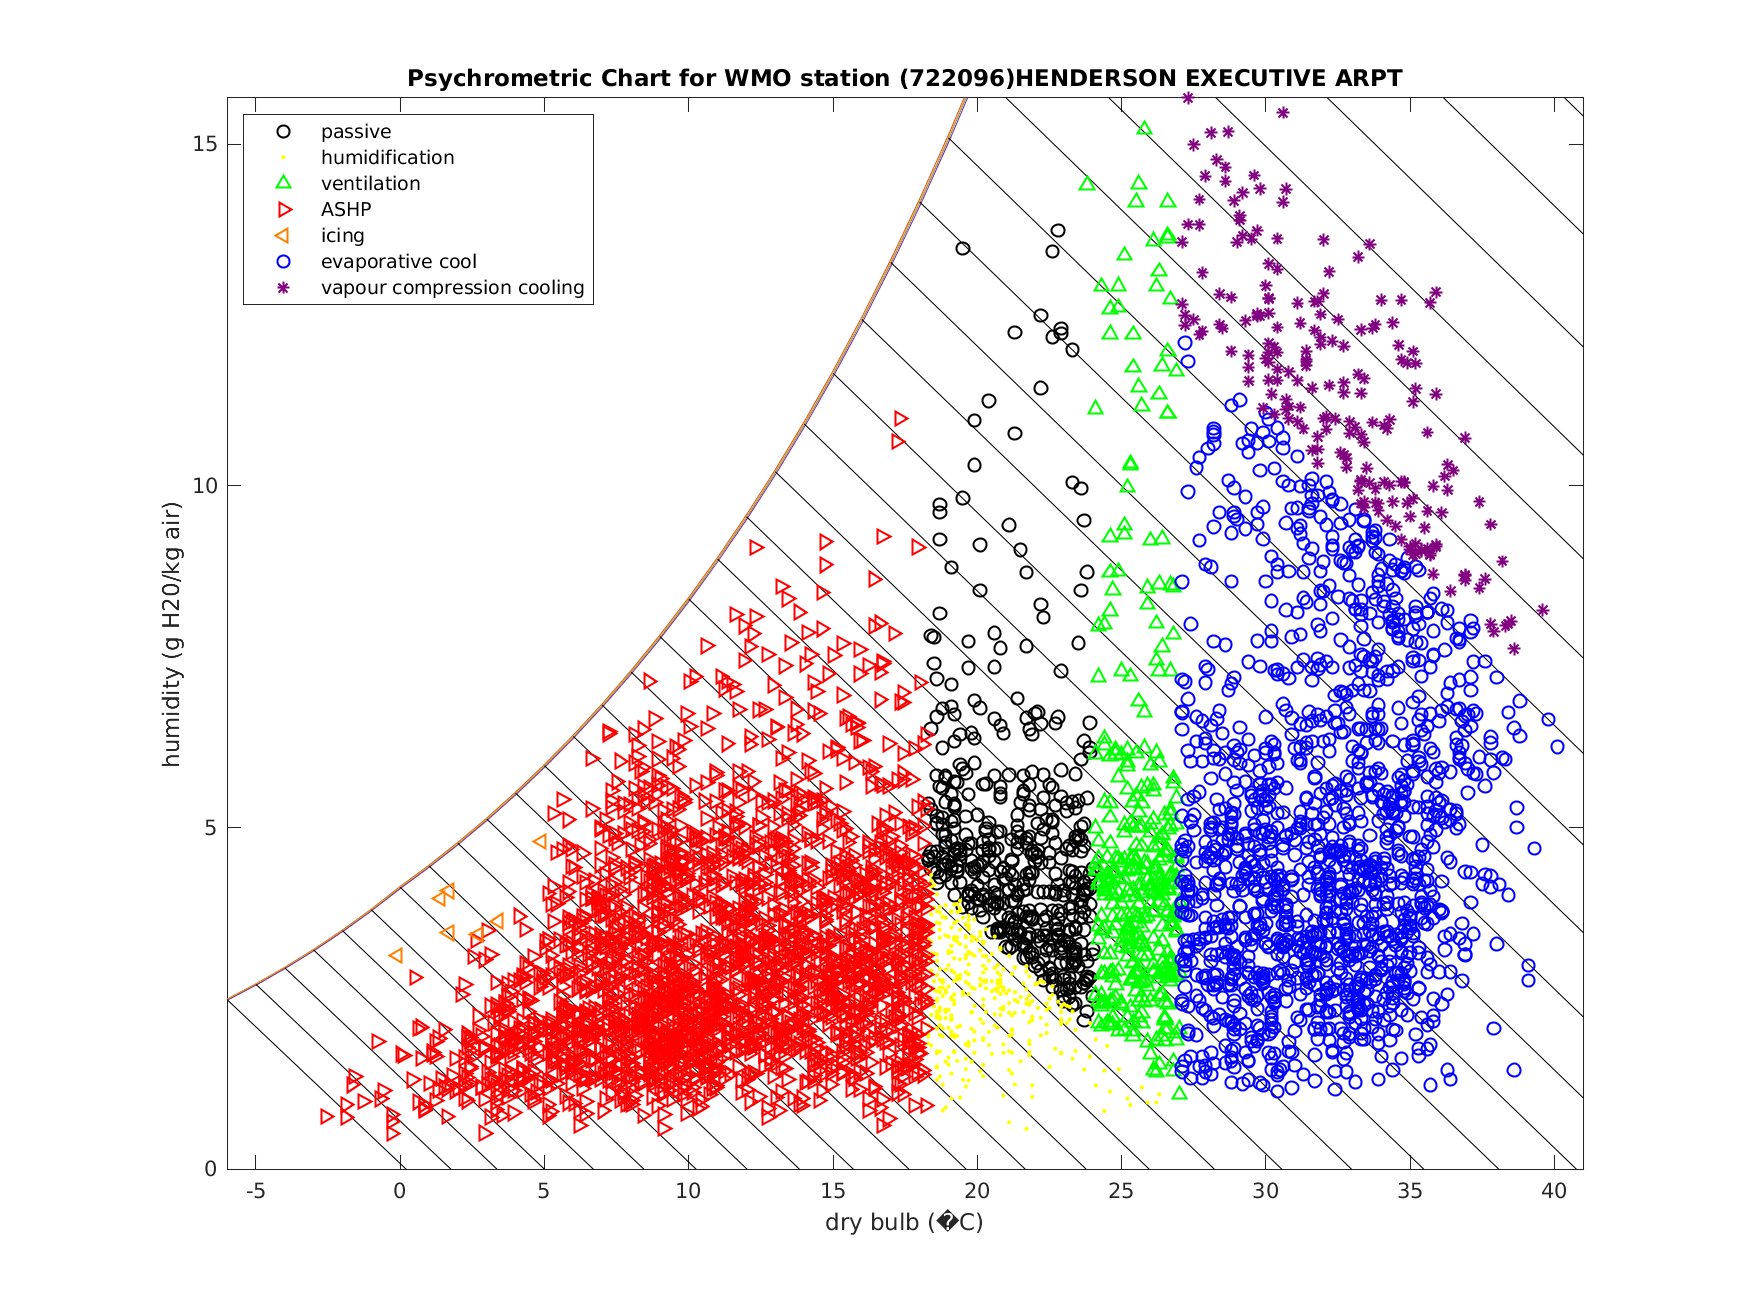 Psychrometric Chart for WMO station (722096)HENDERSON EXECUTIVE ARPT
passive
humidification
ventilation
ASHP
icing
evaporative cool
vapour compression cooling
15
10
5
0
humidity (g H20/kg air)
-5 0 5 10 15 20 25 30 35 40
dry bulb (�C)